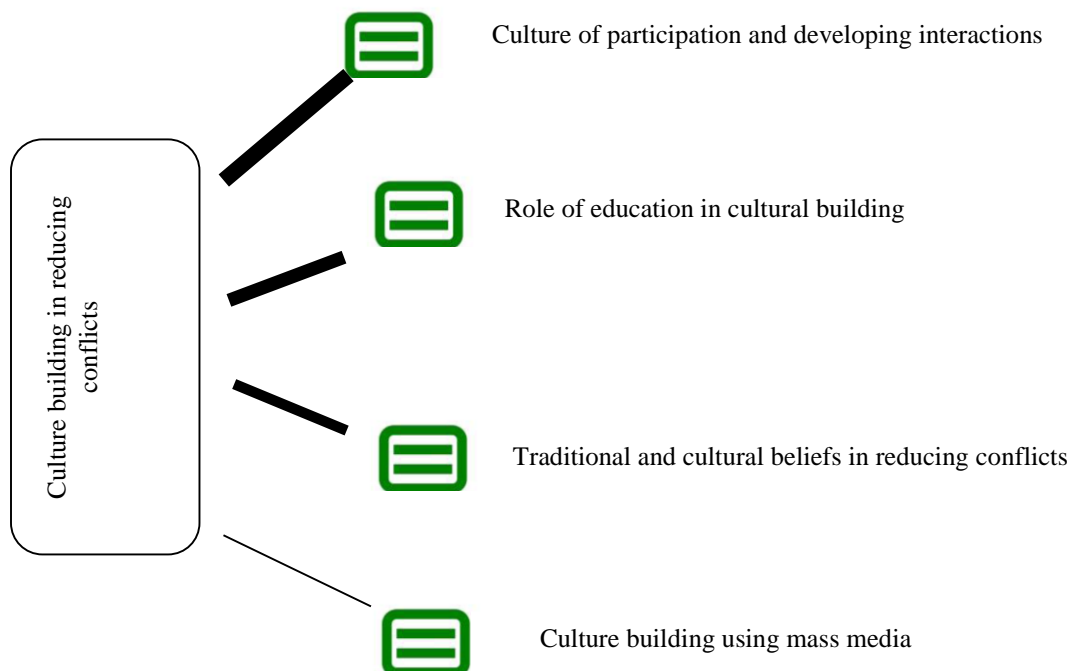 Culture of participation and developing interactions
Culture building in reducing
conflicts
Role of education in cultural building
Traditional and cultural beliefs in reducing conflicts
Culture building using mass media